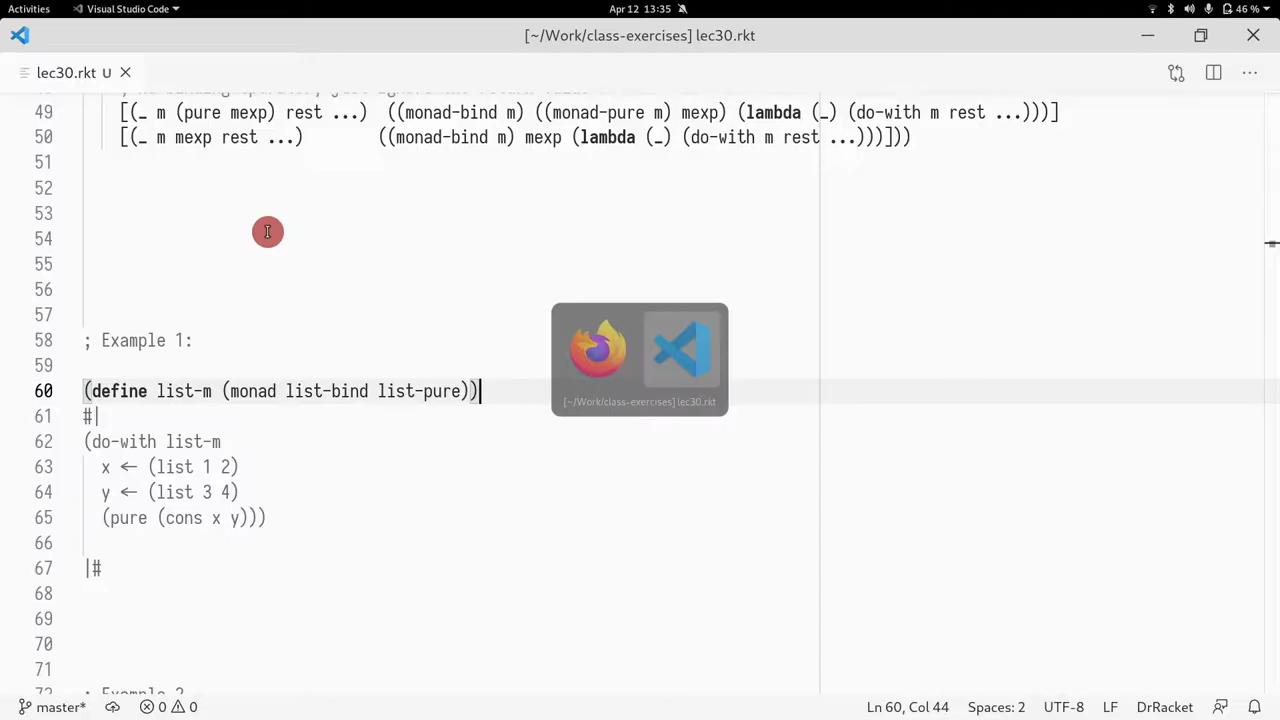 Activities
Visual Studio Code
Apr 12 13:35
46 %
[~/Work/class-exercises] lec30.rkt
lec30.rkt U
49 [(_ m (pure mexp) rest ...) ((monad-bind m) ((monad-pure m) mexp) (lambda (_) (do-with m rest ...)))]
50 [(_ m mexp rest ...) ((monad-bind m) mexp (lambda (_) (do-with m rest ...)))]))
51
52
53
54
55
56
57
58 ; Example 1:
59
60 (define list-m (monad list-bind list-pure))
61 #|
62 (do-with list-m
63 x ← (list 1 2)
64 y ← (list 3 4)
65 (pure (cons x y)))
66
67 |#
68
69
70
71
72 ; Example 2
[~/Work/class-exercises] lec30.rkt
master*
0
0
Ln 60, Col 44
Spaces: 2
UTF-8
LF
DrRacket